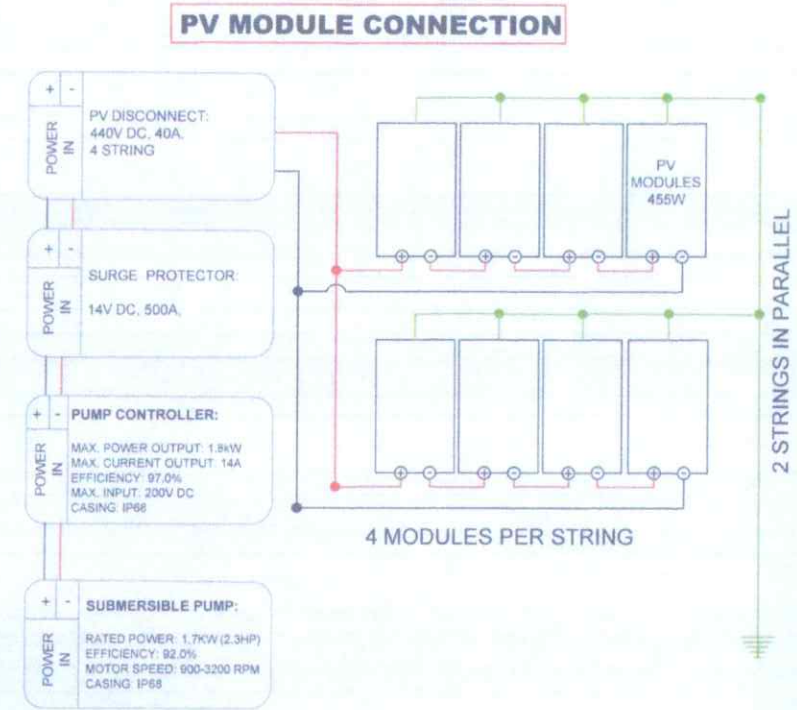 PV MODULE CONNECTION
+ -
POWER IN
PV DISCONNECT:
440V DC, 40A,
4 STRING
+ -
POWER IN
SURGE PROTECTOR:
14V DC, 500A,
+ -
POWER IN
PUMP CONTROLLER:
MAX. POWER OUTPUT: 1.8kW
MAX. CURRENT OUTPUT: 14A
EFFICIENCY: 97.0%
MAX. INPUT: 200V DC
CASING: IP68
+ -
POWER IN
SUBMERSIBLE PUMP:
RATED POWER: 1.7KW (2.3HP)
EFFICIENCY: 92.0%
MOTOR SPEED: 900-3200 RPM
CASING: IP68
PV
MODULES
455W
+ - + - + - + -
+ - + - + - + -
4 MODULES PER STRING
2 STRINGS IN PARALLEL